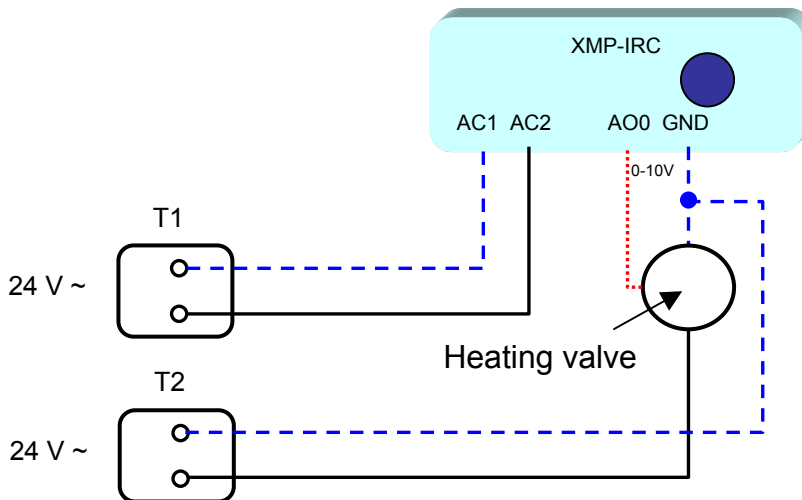 XMP-IRC
AC1 AC2 AO0 GND
0-10V
T1
24 V ~
Heating valve
T2
24 V ~